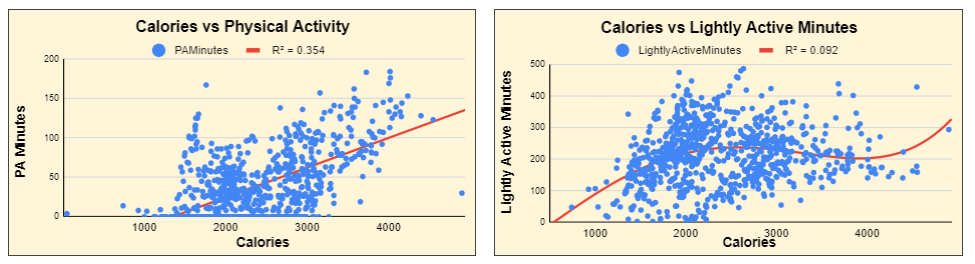 Calories vs Physical Activity
PAMinutes R² = 0.354
PA Minutes
200
150
100
50
0
1000 2000 3000 4000
Calories
Calories vs Lightly Active Minutes
LightlyActiveMinutes R² = 0.092
Lightly Active Minutes
500
400
300
200
100
0
1000 2000 3000 4000
Calories